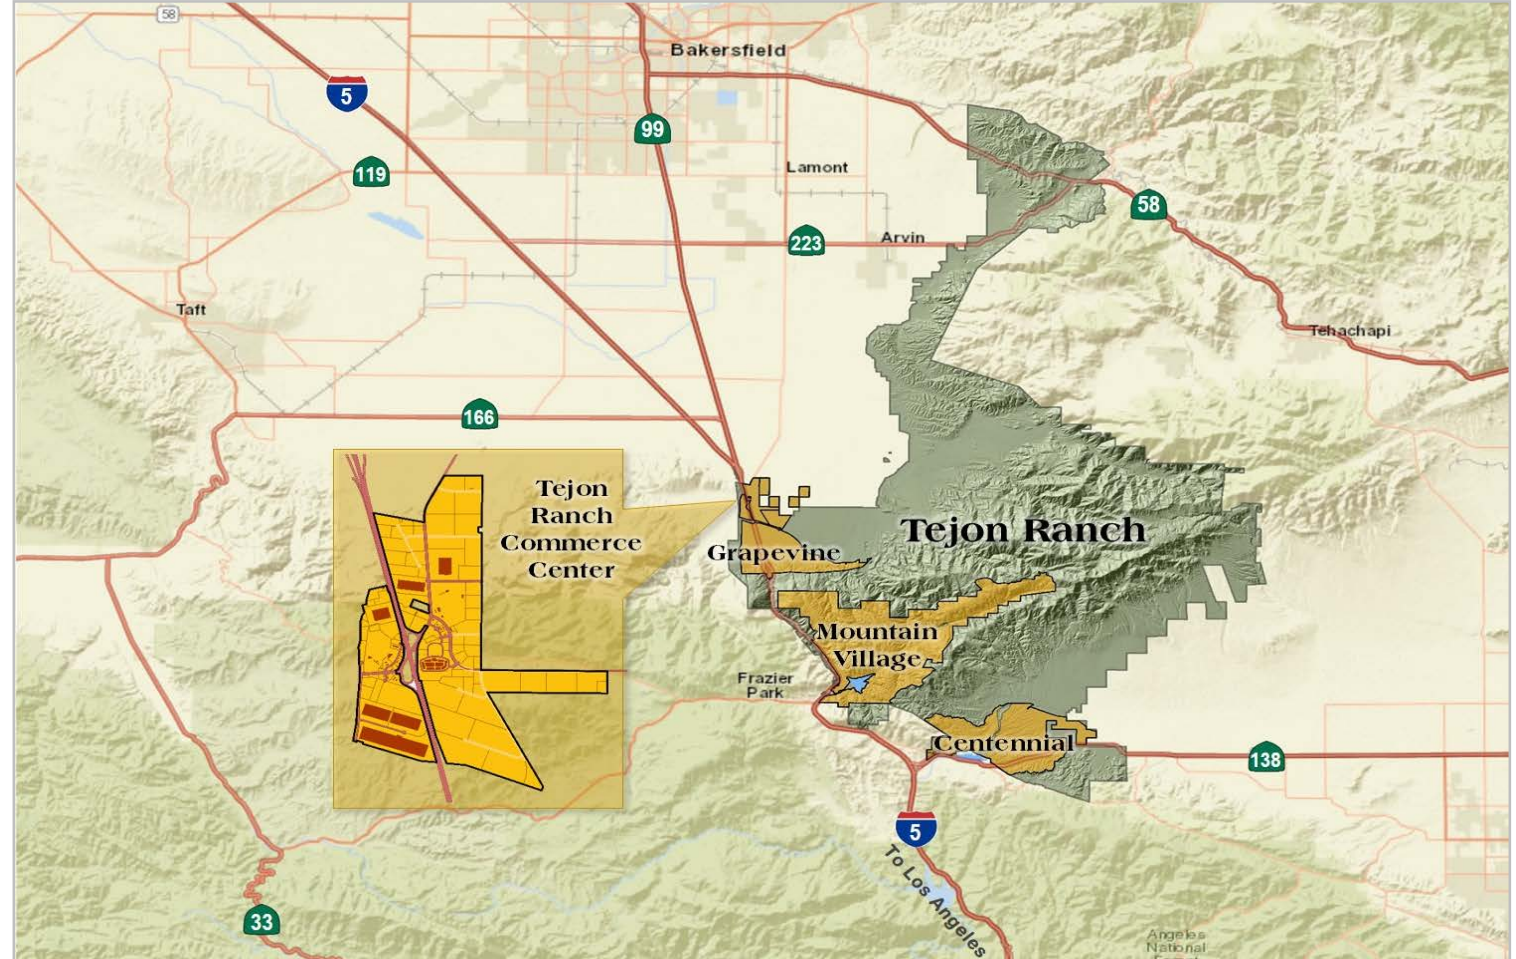 58
Bakersfield
5
99
Lamont
119
58
223
Arvin
Taft
Tehachapi
166
Tejon
Ranch
Commerce
Center
Tejon Ranch
Grapevine
Mountain
Village
Frazier
Park
Centennial
138
5
To Los Angeles
33
Angeles
National
Forest